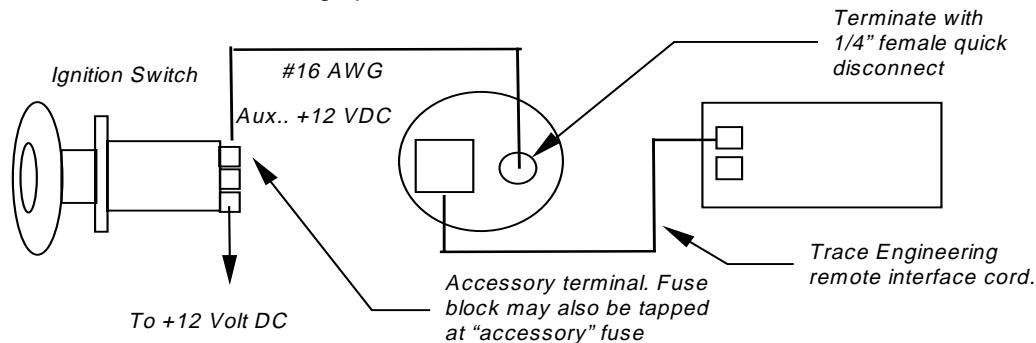 Terminate with
1/4" female quick
disconnect
Ignition Switch
#16 AWG
Aux.. +12 VDC
Trace Engineering
remote interface cord.
Accessory terminal. Fuse
block may also be tapped
at “accessory” fuse
To +12 Volt DC